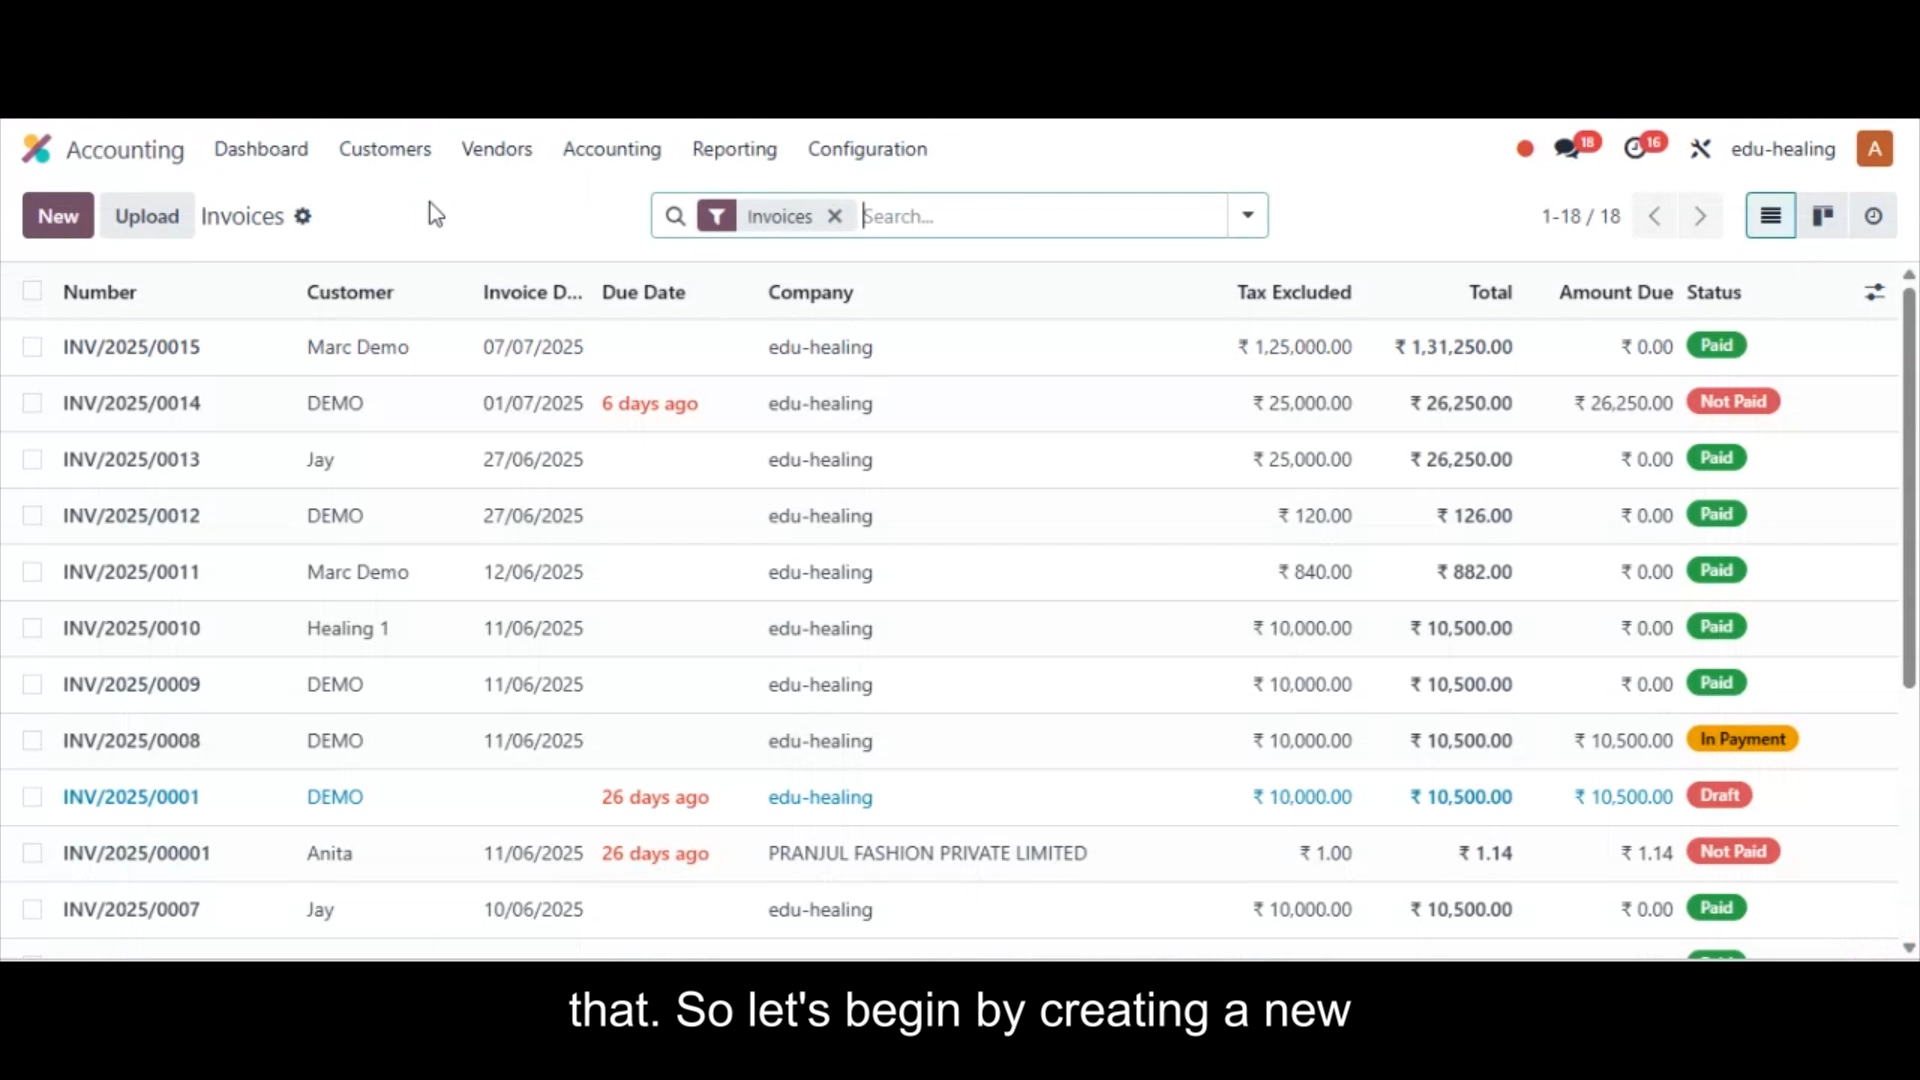 Accounting Dashboard Customers Vendors Accounting Reporting Configuration 18 16 edu-healing A
New Upload Invoices Invoices Search... 1-18 / 18
Number Customer Invoice D... Due Date Company Tax Excluded Total Amount Due Status
INV/2025/0015 Marc Demo 07/07/2025 edu-healing ₹ 1,25,000.00 ₹ 1,31,250.00 ₹ 0.00 Paid
INV/2025/0014 DEMO 01/07/2025 6 days ago edu-healing ₹ 25,000.00 ₹ 26,250.00 ₹ 26,250.00 Not Paid
INV/2025/0013 Jay 27/06/2025 edu-healing ₹ 25,000.00 ₹ 26,250.00 ₹ 0.00 Paid
INV/2025/0012 DEMO 27/06/2025 edu-healing ₹ 120.00 ₹ 126.00 ₹ 0.00 Paid
INV/2025/0011 Marc Demo 12/06/2025 edu-healing ₹ 840.00 ₹ 882.00 ₹ 0.00 Paid
INV/2025/0010 Healing 1 11/06/2025 edu-healing ₹ 10,000.00 ₹ 10,500.00 ₹ 0.00 Paid
INV/2025/0009 DEMO 11/06/2025 edu-healing ₹ 10,000.00 ₹ 10,500.00 ₹ 0.00 Paid
INV/2025/0008 DEMO 11/06/2025 edu-healing ₹ 10,000.00 ₹ 10,500.00 ₹ 10,500.00 In Payment
INV/2025/0001 DEMO 26 days ago edu-healing ₹ 10,000.00 ₹ 10,500.00 ₹ 10,500.00 Draft
INV/2025/00001 Anita 11/06/2025 26 days ago PRANJUL FASHION PRIVATE LIMITED ₹ 1.00 ₹ 1.14 ₹ 1.14 Not Paid
INV/2025/0007 Jay 10/06/2025 edu-healing ₹ 10,000.00 ₹ 10,500.00 ₹ 0.00 Paid
that. So let's begin by creating a new